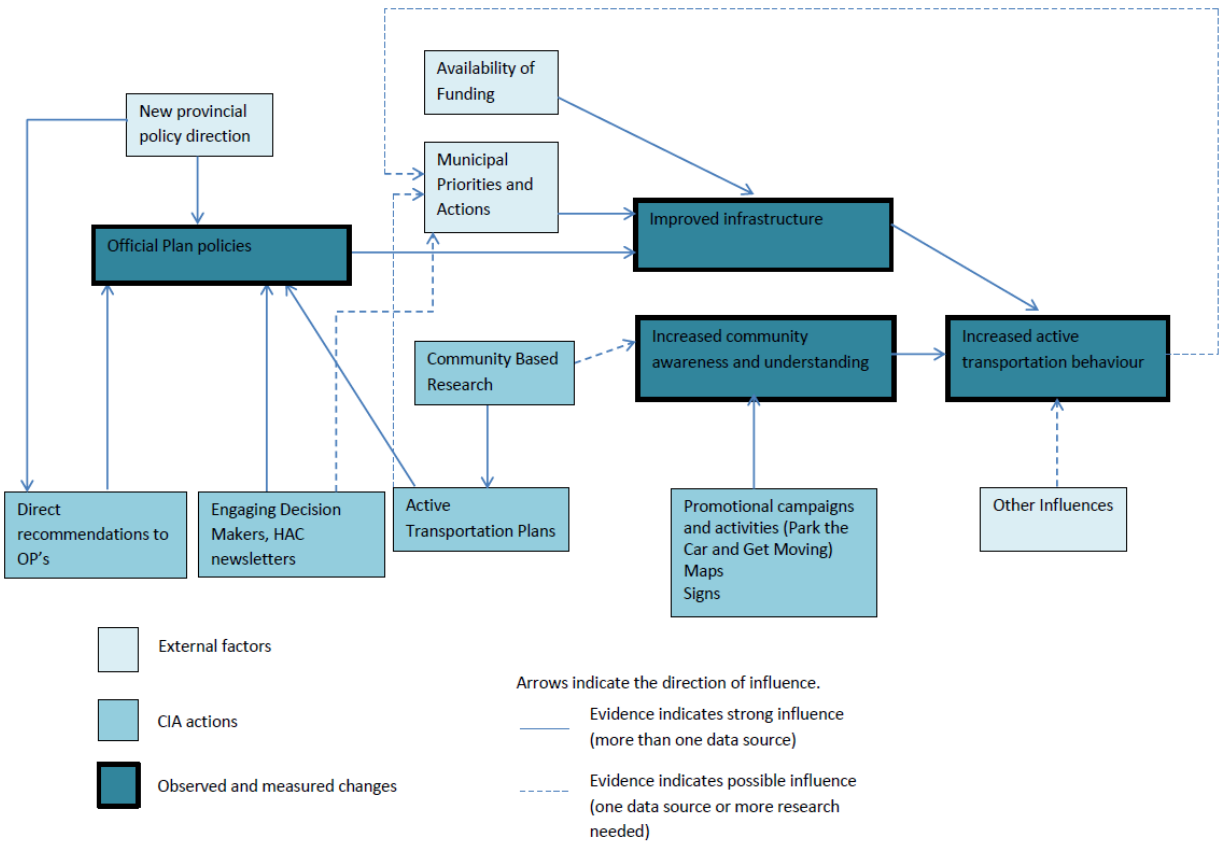 Availability of
Funding
New provincial
policy direction
Municipal
Priorities and
Actions
Improved infrastructure
Official Plan policies
Community Based
Research
Increased community
awareness and understanding
Increased active
transportation behaviour
Direct
recommendations to
OP's
Engaging Decision
Makers, HAC
newsletters
Active
Transportation Plans
Promotional campaigns
and activities (Park the
Car and Get Moving)
Maps
Signs
Other Influences
External factors
CIA actions
Observed and measured changes
Arrows indicate the direction of influence.
Evidence indicates strong influence
(more than one data source)
Evidence indicates possible influence
(one data source or more research
needed)